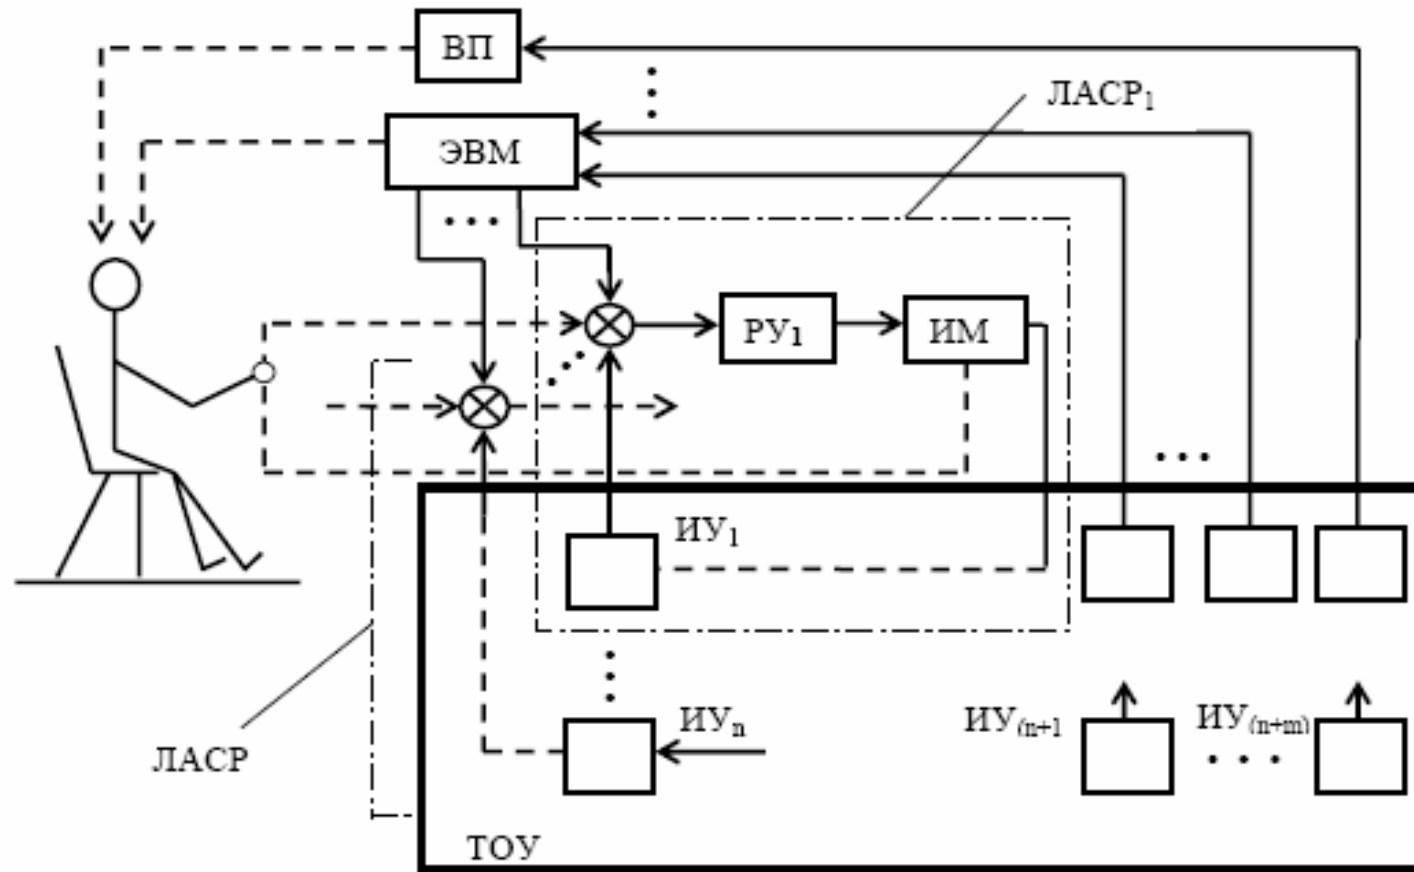 ВП
ЛАСР₁
ЭВМ
РУ₁
ИМ
ИУ₁
ИУₙ
ИУ₍ₙ₊₁
ИУ₍ₙ₊ₘ₎
ЛАСР
ТОУ